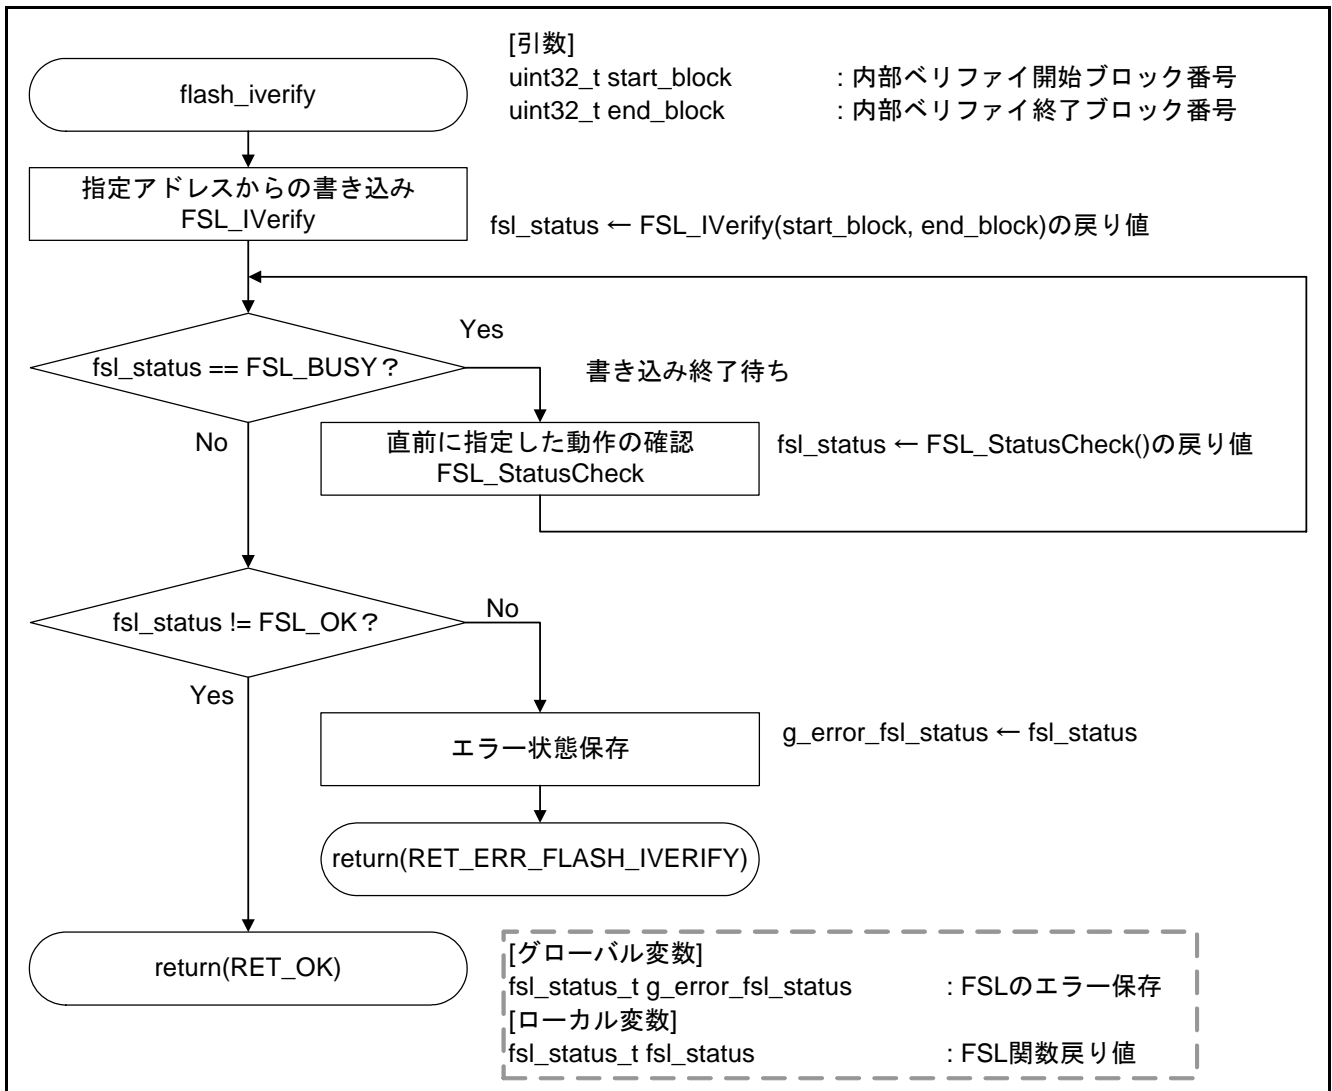 [引数]
uint32_t start_block : 内部ベリファイ開始ブロック番号
uint32_t end_block : 内部ベリファイ終了ブロック番号
flash_iverify
指定アドレスからの書き込み
FSL_IVerify
fsl_status ← FSL_IVerify(start_block, end_block)の戻り値
fsl_status == FSL_BUSY？
Yes
書き込み終了待ち
No
直前に指定した動作の確認
FSL_StatusCheck
fsl_status ← FSL_StatusCheck()の戻り値
fsl_status != FSL_OK？
No
Yes
エラー状態保存
g_error_fsl_status ← fsl_status
return(RET_ERR_FLASH_IVERIFY)
return(RET_OK)
[グローバル変数]
fsl_status_t g_error_fsl_status : FSLのエラー保存
[ローカル変数]
fsl_status_t fsl_status : FSL関数戻り値